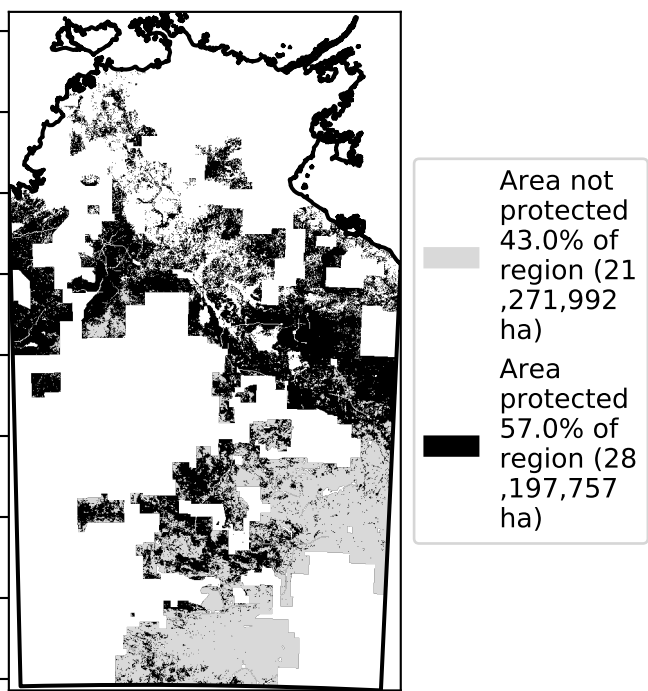 Area not
protected
43.0% of
region (21
,271,992
ha)
Area
protected
57.0% of
region (28
,197,757
ha)